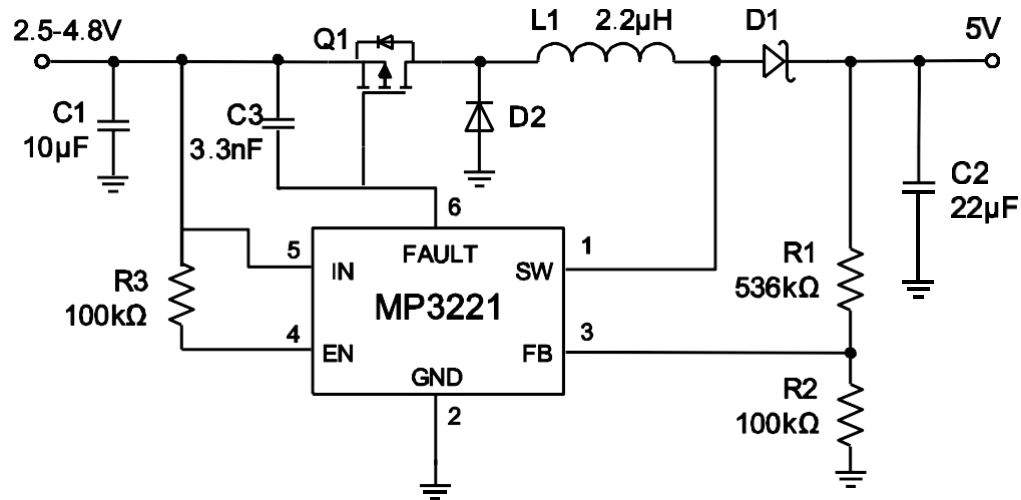 2.5-4.8V
Q1
L1
2.2µH
D1
5V
C1
10µF
C3
3.3nF
D2
C2
22µF
6
5
FAULT
1
IN
SW
R1
536kΩ
R3
100kΩ
MP3221
4
3
EN
FB
GND
2
R2
100kΩ